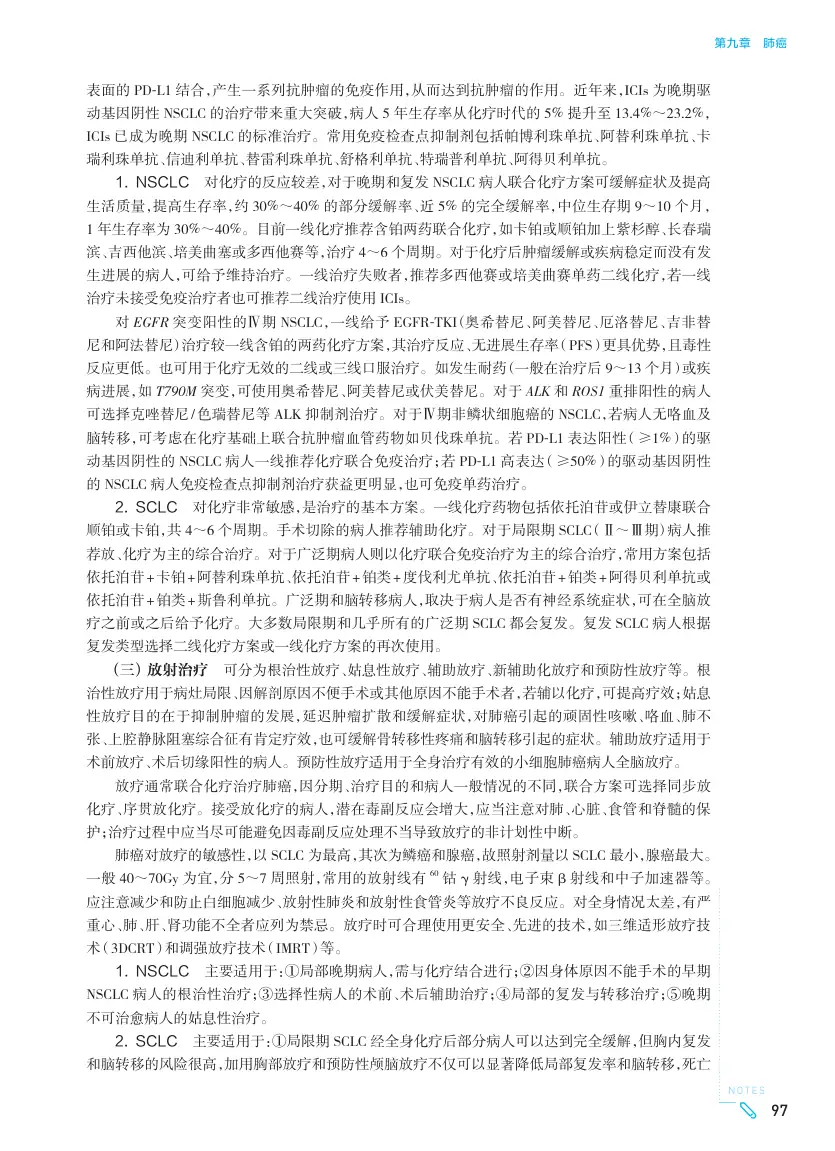 第九章　肺癌
表面的 PD-L1 结合，产生一系列抗肿瘤的免疫作用，从而达到抗肿瘤的作用。近年来，ICIs 为晚期驱
动基因阴性 NSCLC 的治疗带来重大突破，病人 5 年生存率从化疗时代的 5% 提升至 13.4%～23.2%，
ICIs 已成为晚期 NSCLC 的标准治疗。常用免疫检查点抑制剂包括帕博利珠单抗、阿替利珠单抗、卡
瑞利珠单抗、信迪利单抗、替雷利珠单抗、舒格利单抗、特瑞普利单抗、阿得贝利单抗。
1. NSCLC　对化疗的反应较差，对于晚期和复发 NSCLC 病人联合化疗方案可缓解症状及提高
生活质量，提高生存率，约 30%～40% 的部分缓解率、近 5% 的完全缓解率，中位生存期 9～10 个月，
1 年生存率为 30%～40%。目前一线化疗推荐含铂两药联合化疗，如卡铂或顺铂加上紫杉醇、长春瑞
滨、吉西他滨、培美曲塞或多西他赛等，治疗 4～6 个周期。对于化疗后肿瘤缓解或疾病稳定而没有发
生进展的病人，可给予维持治疗。一线治疗失败者，推荐多西他赛或培美曲赛单药二线化疗，若一线
治疗未接受免疫治疗者也可推荐二线治疗使用 ICIs。
对 EGFR 突变阳性的Ⅳ期 NSCLC，一线给予 EGFR-TKI（奥希替尼、阿美替尼、厄洛替尼、吉非替
尼和阿法替尼）治疗较一线含铂的两药化疗方案，其治疗反应、无进展生存率（PFS）更具优势，且毒性
反应更低。也可用于化疗无效的二线或三线口服治疗。如发生耐药（一般在治疗后 9～13 个月）或疾
病进展，如 T790M 突变，可使用奥希替尼、阿美替尼或伏美替尼。对于 ALK 和 ROS1 重排阳性的病人
可选择克唑替尼/色瑞替尼等 ALK 抑制剂治疗。对于Ⅳ期非鳞状细胞癌的 NSCLC，若病人无咯血及
脑转移，可考虑在化疗基础上联合抗肿瘤血管药物如贝伐珠单抗。若 PD-L1 表达阳性（≥1%）的驱
动基因阴性的 NSCLC 病人一线推荐化疗联合免疫治疗；若 PD-L1 高表达（≥50%）的驱动基因阴性
的 NSCLC 病人免疫检查点抑制剂治疗获益更明显，也可免疫单药治疗。
2. SCLC　对化疗非常敏感，是治疗的基本方案。一线化疗药物包括依托泊苷或伊立替康联合
顺铂或卡铂，共 4～6 个周期。手术切除的病人推荐辅助化疗。对于局限期 SCLC（Ⅱ～Ⅲ期）病人推
荐放、化疗为主的综合治疗。对于广泛期病人则以化疗联合免疫治疗为主的综合治疗，常用方案包括
依托泊苷+卡铂+阿替利珠单抗、依托泊苷+铂类+度伐利尤单抗、依托泊苷+铂类+阿得贝利单抗或
依托泊苷+铂类+斯鲁利单抗。广泛期和脑转移病人，取决于病人是否有神经系统症状，可在全脑放
疗之前或之后给予化疗。大多数局限期和几乎所有的广泛期 SCLC 都会复发。复发 SCLC 病人根据
复发类型选择二线化疗方案或一线化疗方案的再次使用。
（三）放射治疗　可分为根治性放疗、姑息性放疗、辅助放疗、新辅助化放疗和预防性放疗等。根
治性放疗用于病灶局限、因解剖原因不便手术或其他原因不能手术者，若辅以化疗，可提高疗效；姑息
性放疗目的在于抑制肿瘤的发展，延迟肿瘤扩散和缓解症状，对肺癌引起的顽固性咳嗽、咯血、肺不
张、上腔静脉阻塞综合征有肯定疗效，也可缓解骨转移性疼痛和脑转移引起的症状。辅助放疗适用于
术前放疗、术后切缘阳性的病人。预防性放疗适用于全身治疗有效的小细胞肺癌病人全脑放疗。
放疗通常联合化疗治疗肺癌，因分期、治疗目的和病人一般情况的不同，联合方案可选择同步放
化疗、序贯放化疗。接受放化疗的病人，潜在毒副反应会增大，应当注意对肺、心脏、食管和脊髓的保
护；治疗过程中应当尽可能避免因毒副反应处理不当导致放疗的非计划性中断。
肺癌对放疗的敏感性，以 SCLC 为最高，其次为鳞癌和腺癌，故照射剂量以 SCLC 最小，腺癌最大。
一般 40～70Gy 为宜，分 5～7 周照射，常用的放射线有 ⁶⁰钴 γ 射线，电子束 β 射线和中子加速器等。
应注意减少和防止白细胞减少、放射性肺炎和放射性食管炎等放疗不良反应。对全身情况太差，有严
重心、肺、肝、肾功能不全者应列为禁忌。放疗时可合理使用更安全、先进的技术，如三维适形放疗技
术（3DCRT）和调强放疗技术（IMRT）等。
1. NSCLC　主要适用于：①局部晚期病人，需与化疗结合进行；②因身体原因不能手术的早期
NSCLC 病人的根治性治疗；③选择性病人的术前、术后辅助治疗；④局部的复发与转移治疗；⑤晚期
不可治愈病人的姑息性治疗。
2. SCLC　主要适用于：①局限期 SCLC 经全身化疗后部分病人可以达到完全缓解，但胸内复发
和脑转移的风险很高，加用胸部放疗和预防性颅脑放疗不仅可以显著降低局部复发率和脑转移，死亡
NOTES
97